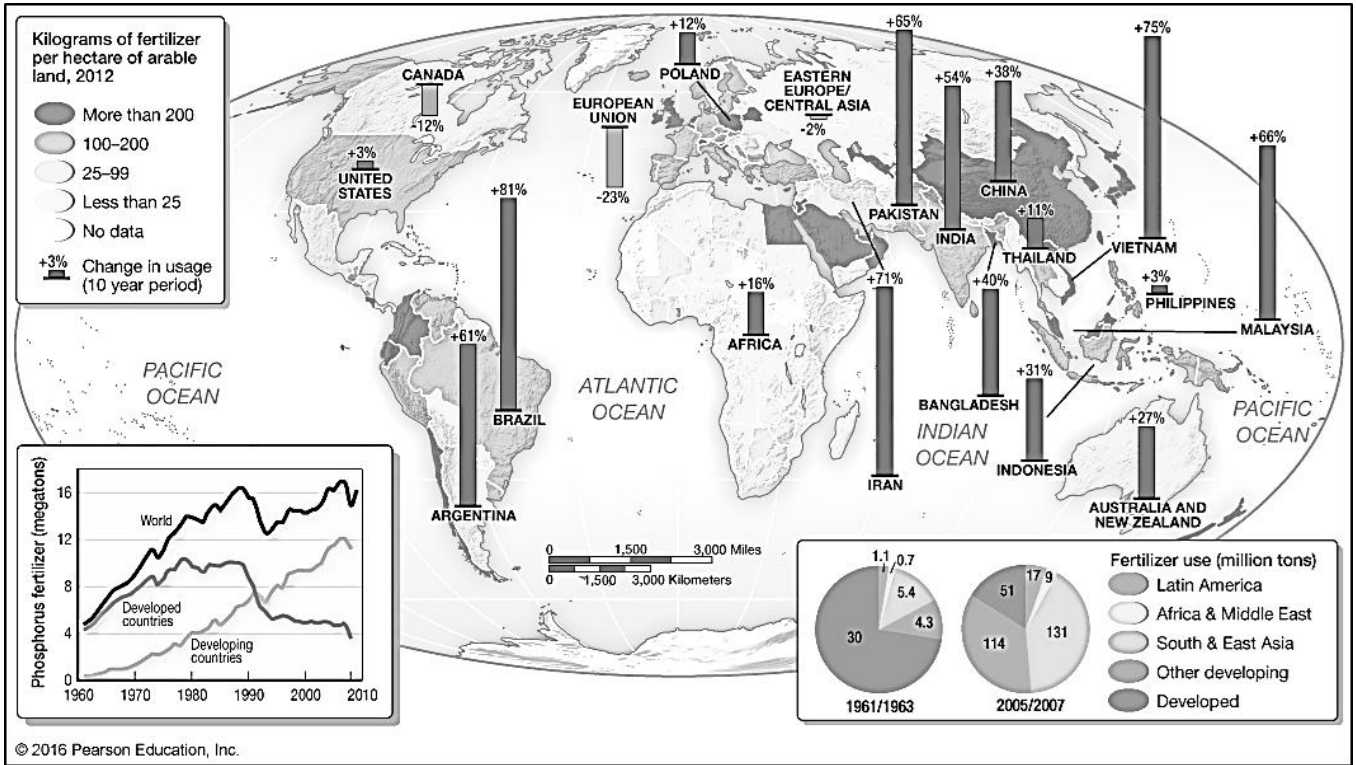 Kilograms of fertilizer
per hectare of arable
land, 2012
More than 200
100–200
25–99
Less than 25
No data
+3%
Change in usage
(10 year period)
CANADA
-12%
+3%
UNITED
STATES
+81%
BRAZIL
+61%
ARGENTINA
EUROPEAN
UNION
-23%
+12%
POLAND
EASTERN
EUROPE/
CENTRAL ASIA
-2%
+65%
PAKISTAN
+54%
INDIA
+38%
CHINA
+11%
THAILAND
+75%
VIETNAM
+66%
MALAYSIA
+3%
PHILIPPINES
+16%
AFRICA
+71%
IRAN
+40%
BANGLADESH
+31%
INDONESIA
+27%
AUSTRALIA AND
NEW ZEALAND
PACIFIC
OCEAN
ATLANTIC
OCEAN
INDIAN
OCEAN
PACIFIC
OCEAN
0 1,500 3,000 Miles
0 1,500 3,000 Kilometers
Phosphorus fertilizer (megatons)
16
12
8
4
0
World
Developed
countries
Developing
countries
1960 1970 1980 1990 2000 2010
1.1
0.7
5.4
4.3
30
1961/1963
17
9
51
114
131
2005/2007
Fertilizer use (million tons)
Latin America
Africa & Middle East
South & East Asia
Other developing
Developed
© 2016 Pearson Education, Inc.